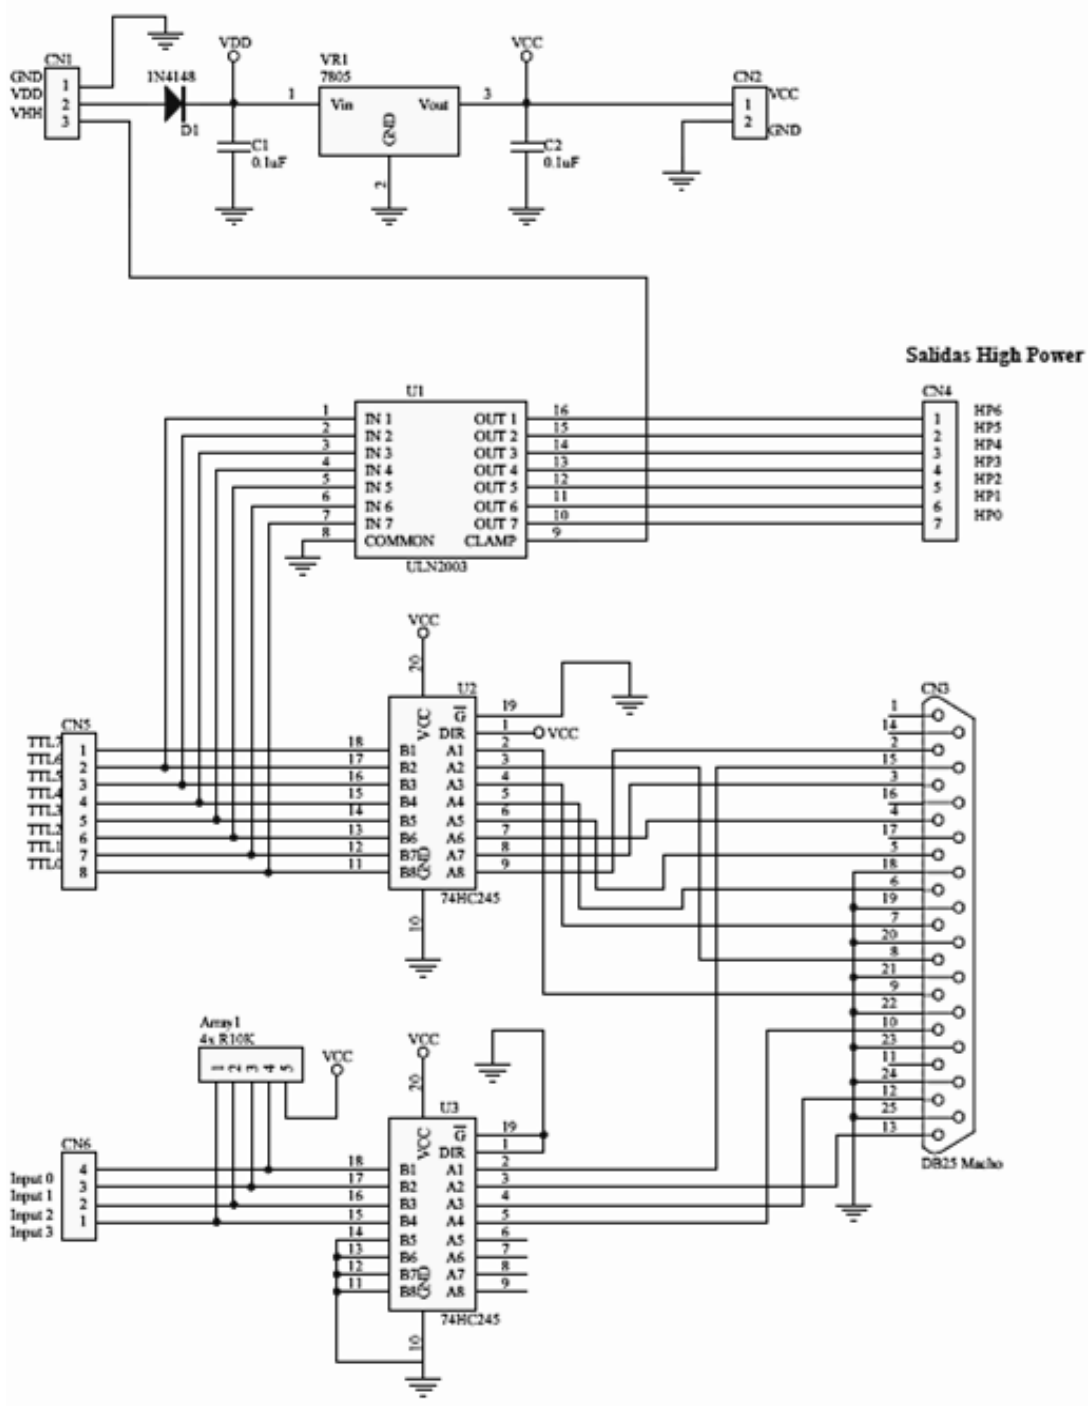 CN1
GND
VDD
VHH
1
2
3
1N4148
D1
VDD
C1
0.1uF
VR1
7805
1
Vin
Vout
3
GND
2
VCC
C2
0.1uF
CN2
1
2
VCC
GND
Salidas High Power
U1
1 IN 1 OUT 1 16
2 IN 2 OUT 2 15
3 IN 3 OUT 3 14
4 IN 4 OUT 4 13
5 IN 5 OUT 5 12
6 IN 6 OUT 6 11
7 IN 7 OUT 7 10
8 COMMON CLAMP 9
ULN2003
CN4
1 HP6
2 HP5
3 HP4
4 HP3
5 HP2
6 HP1
7 HP0
VCC
20
U2
VCC
G 19
DIR 1 VCC
CN5
TTL7 1 18 B1 A1 2
TTL6 2 17 B2 A2 3
TTL5 3 16 B3 A3 4
TTL4 4 15 B4 A4 5
TTL3 5 14 B5 A5 6
TTL2 6 13 B6 A6 7
TTL1 7 12 B7 A7 8
TTL0 8 11 B8 A8 9
GND
74HC245
10
CN3
1
14
2
15
3
16
4
17
5
18
6
19
7
20
8
21
9
22
10
23
11
24
12
25
13
DB25 Macho
Array1
4x R10K
1 2 3 4 5
VCC
VCC
20
U3
VCC
G 19
DIR 1
CN6
Input 0 4 18 B1 A1 2
Input 1 3 17 B2 A2 3
Input 2 2 16 B3 A3 4
Input 3 1 15 B4 A4 5
14 B5 A5 6
13 B6 A6 7
12 B7 A7 8
11 B8 A8 9
GND
74HC245
10